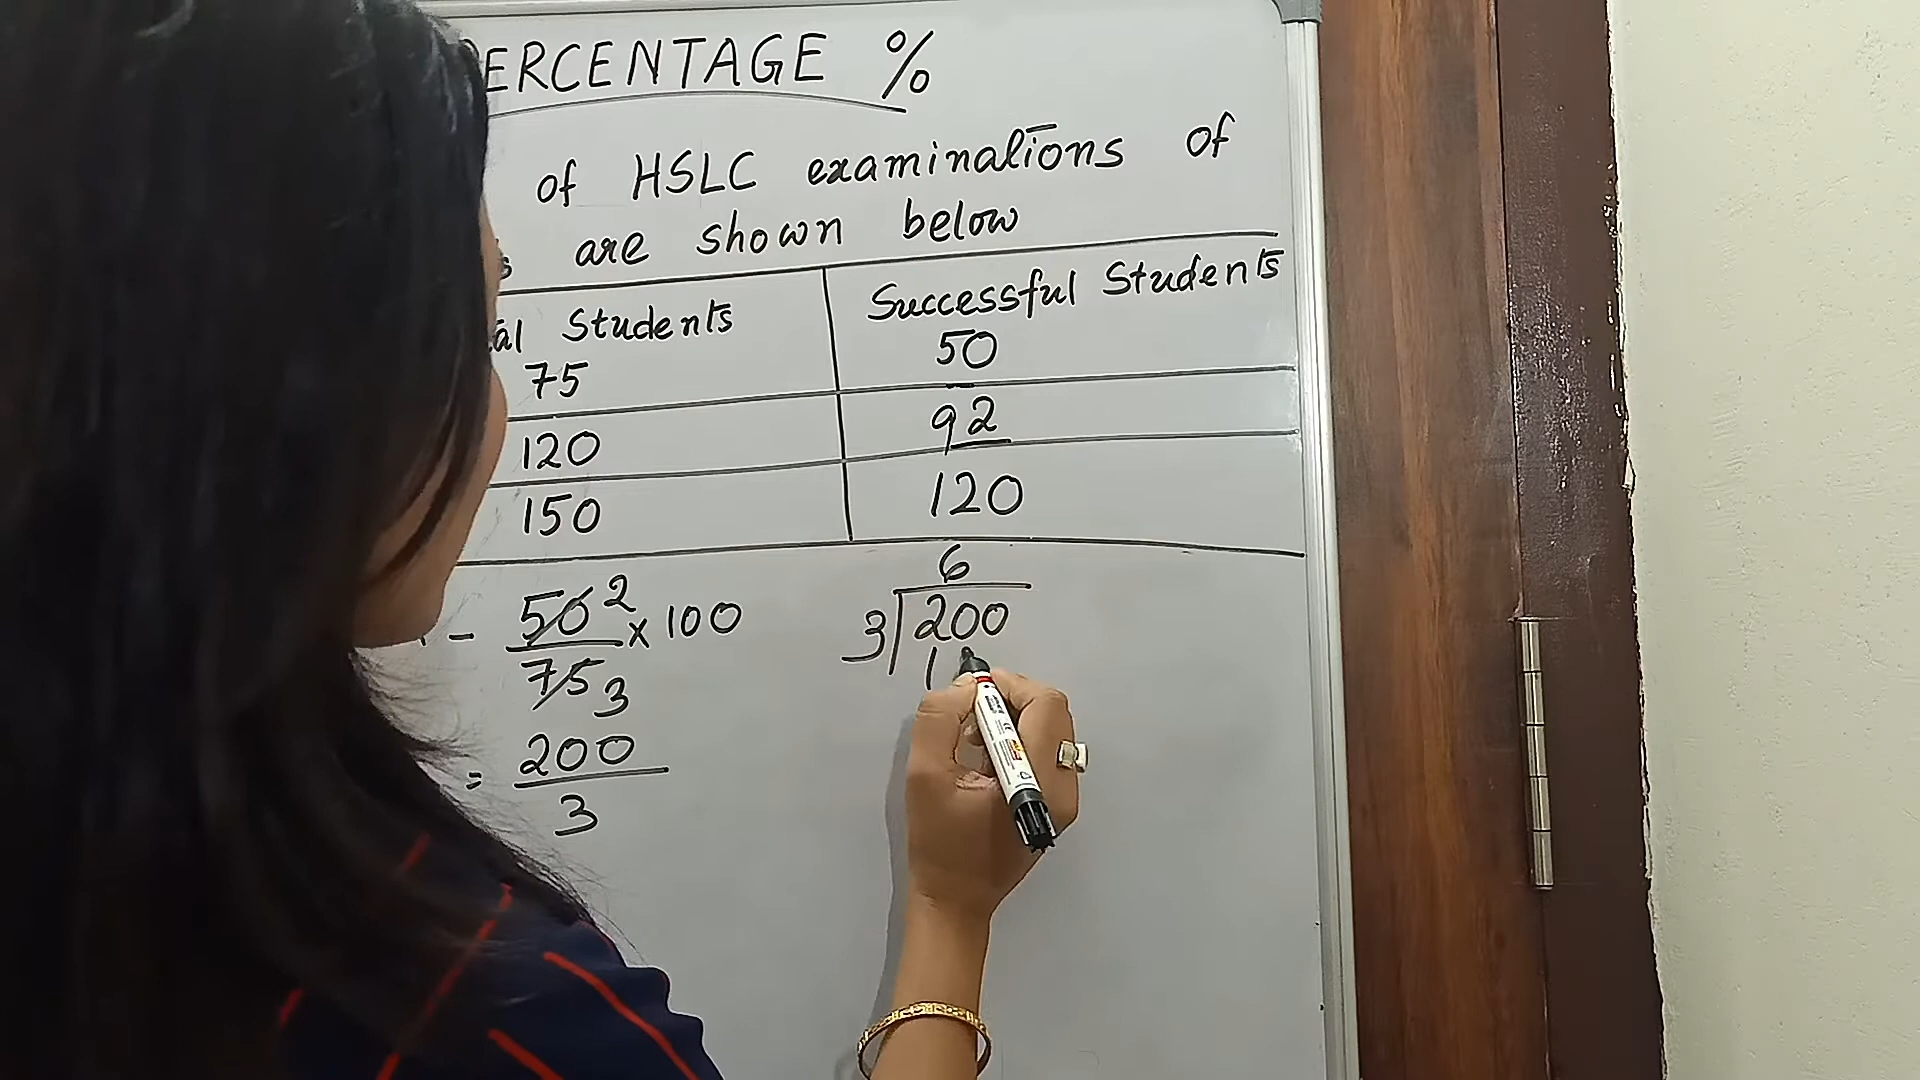 ERCENTAGE %
of HSLC examinations of
are shown below
Students Successful Students
75 50
120 92
150 120
- 50 2 × 100
75 3
= 200
3
6
3 200
1